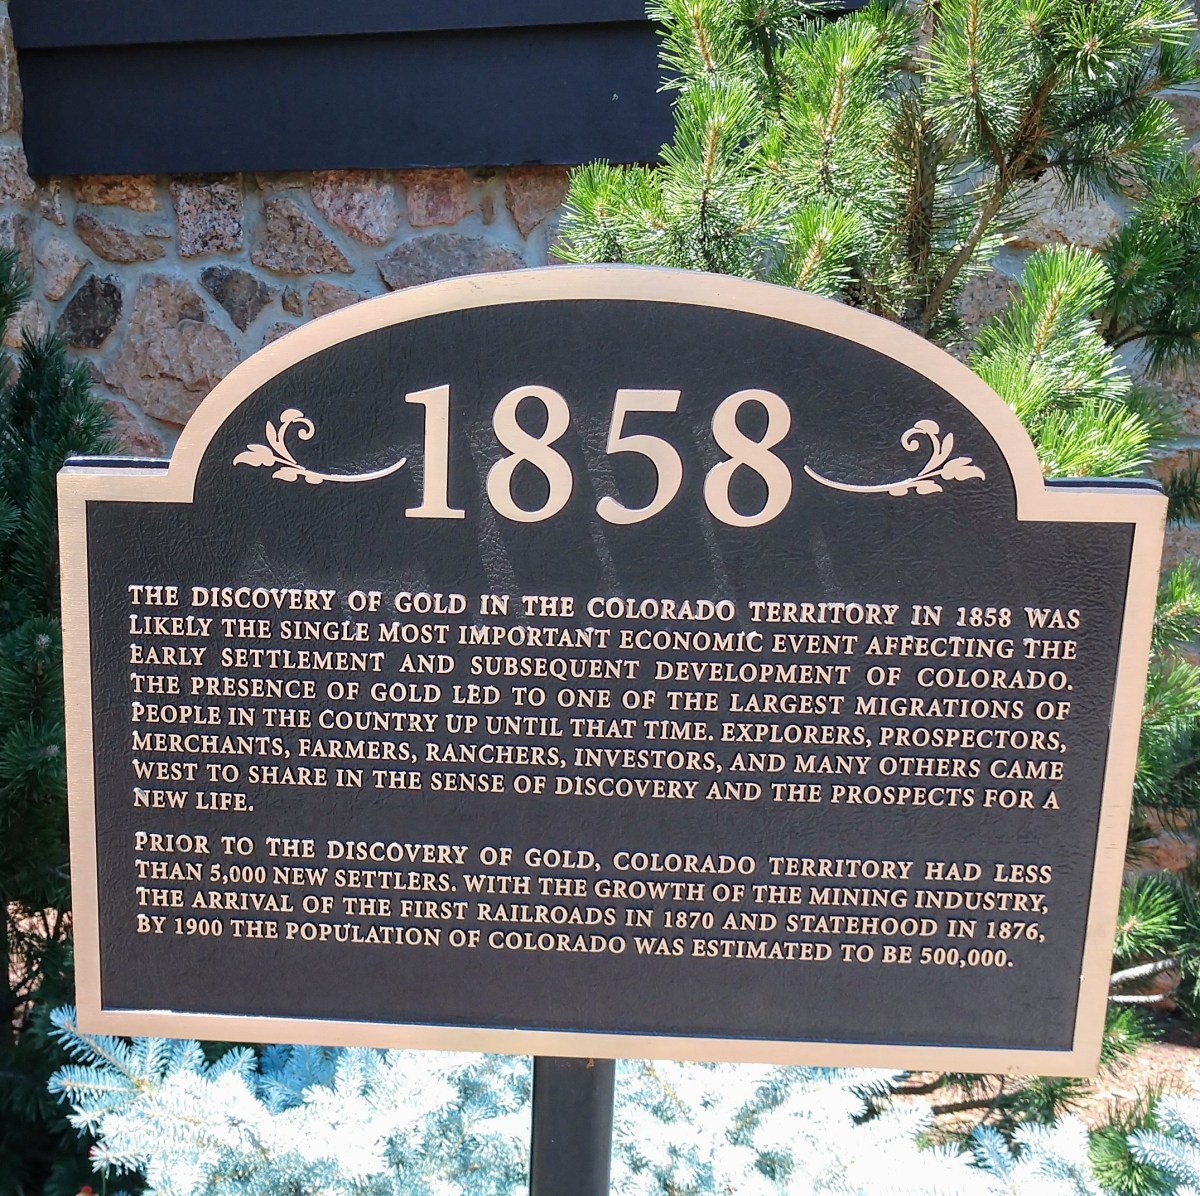 1858
THE DISCOVERY OF GOLD IN THE COLORADO TERRITORY IN 1858 WAS
LIKELY THE SINGLE MOST IMPORTANT ECONOMIC EVENT AFFECTING THE
EARLY SETTLEMENT AND SUBSEQUENT DEVELOPMENT OF COLORADO.
THE PRESENCE OF GOLD LED TO ONE OF THE LARGEST MIGRATIONS OF
PEOPLE IN THE COUNTRY UP UNTIL THAT TIME. EXPLORERS, PROSPECTORS,
MERCHANTS, FARMERS, RANCHERS, INVESTORS, AND MANY OTHERS CAME
WEST TO SHARE IN THE SENSE OF DISCOVERY AND THE PROSPECTS FOR A
NEW LIFE.
PRIOR TO THE DISCOVERY OF GOLD, COLORADO TERRITORY HAD LESS
THAN 5,000 NEW SETTLERS. WITH THE GROWTH OF THE MINING INDUSTRY,
THE ARRIVAL OF THE FIRST RAILROADS IN 1870 AND STATEHOOD IN 1876,
BY 1900 THE POPULATION OF COLORADO WAS ESTIMATED TO BE 500,000.